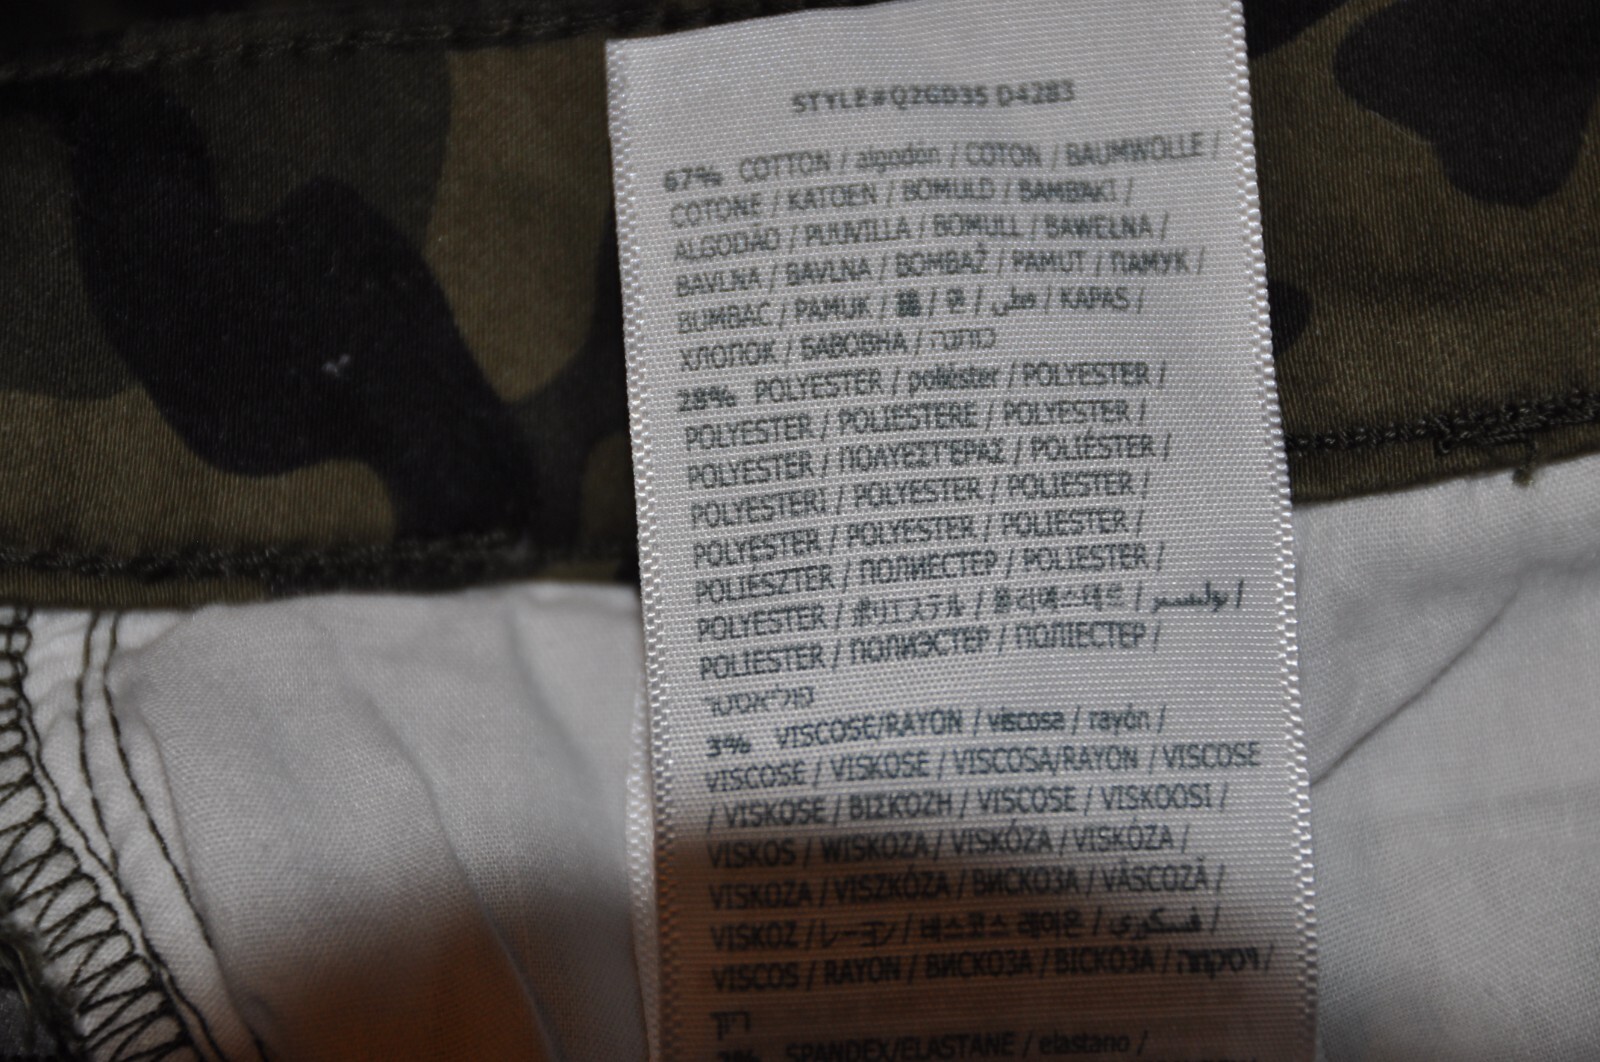 STYLE#Q2GD35 D4283
67% COTTON / algodón / COTON / BAUMWOLLE /
COTONE / KATOEN / BOMULD / BAMBAKI /
ALGODÃO / PUUVILLA / BOMULL / BAWEŁNA /
BAVLNA / BAVLNA / BOMBAŽ / PAMUT / ПАМУК /
BUMBAC / PAMUK / 綿 / 면 / قطن / KAPAS /
ХЛОПОК / БАВОВНА / כותנה
28% POLYESTER / poliéster / POLYESTER /
POLYESTER / POLIESTERE / POLYESTER /
POLYESTER / ΠΟΛΥΕΣΤΈΡΑΣ / POLIÉSTER /
POLYESTERI / POLYESTER / POLIESTER /
POLYESTER / POLYESTER / POLIESTER /
POLIESZTER / ПОЛИЕСТЕР / POLIESTER /
POLYESTER / ポリエステル / 폴리에스테르 / بوليستر /
POLIESTER / ПОЛИЭСТЕР / ПОЛІЕСТЕР /
פוליאסטר
3% VISCOSE/RAYON / viscosa / rayón /
VISCOSE / VISKOSE / VISCOSA/RAYON / VISCOSE
/ VISKOSE / ΒΙΣΚΟΖΗ / VISCOSE / VISKOOSI /
VISKOS / WISKOZA / VISKÓZA / VISKÓZA /
VISKOZA / VISZKÓZA / ВИСКОЗА / VÂSCOZĂ /
VISKOZ / レーヨン / 비스코스 레이온 / فسكوزي /
VISCOS / RAYON / ВИСКОЗА / ВІСКОЗА / ויסקוזה /
ריון
2% SPANDEX/ELASTANE / elastano /